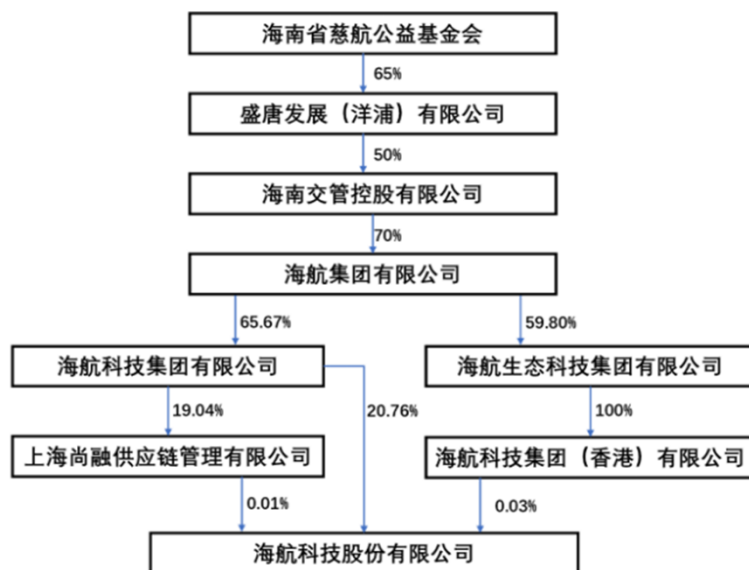 海南省慈航公益基金会
65%
盛唐发展（洋浦）有限公司
50%
海南交管控股有限公司
70%
海航集团有限公司
65.67%
59.80%
海航科技集团有限公司
海航生态科技集团有限公司
19.04%
20.76%
100%
上海尚融供应链管理有限公司
海航科技集团（香港）有限公司
0.01%
0.03%
海航科技股份有限公司